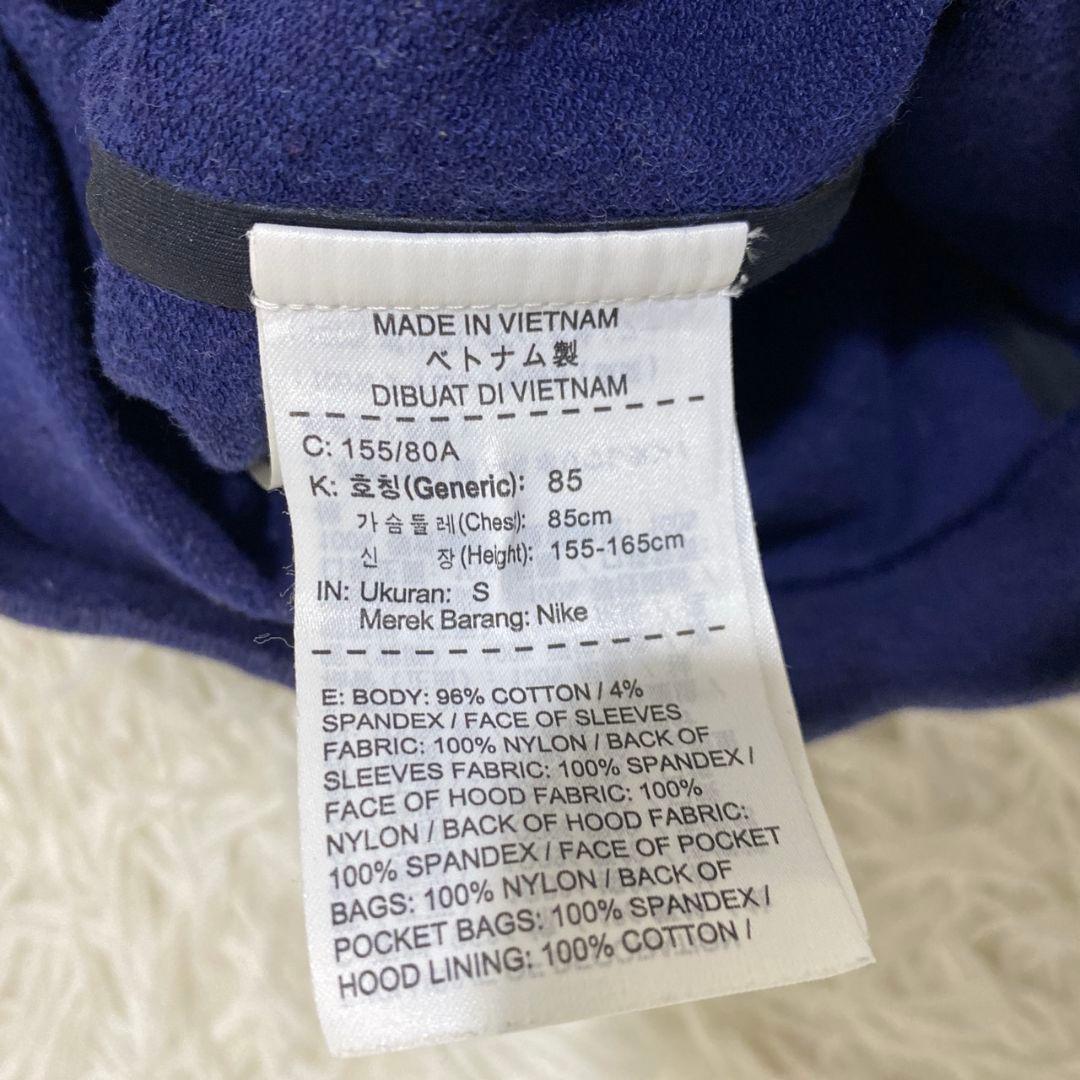 MADE IN VIETNAM
ベトナム製
DIBUAT DI VIETNAM
C: 155/80A
K: 호칭(Generic): 85
가슴둘레(Chest): 85cm
신 장(Height): 155-165cm
IN: Ukuran: S
Merek Barang: Nike
E: BODY: 96% COTTON / 4%
SPANDEX / FACE OF SLEEVES
FABRIC: 100% NYLON / BACK OF
SLEEVES FABRIC: 100% SPANDEX /
FACE OF HOOD FABRIC: 100%
NYLON / BACK OF HOOD FABRIC:
100% SPANDEX / FACE OF POCKET
BAGS: 100% NYLON / BACK OF
POCKET BAGS: 100% SPANDEX /
HOOD LINING: 100% COTTON /